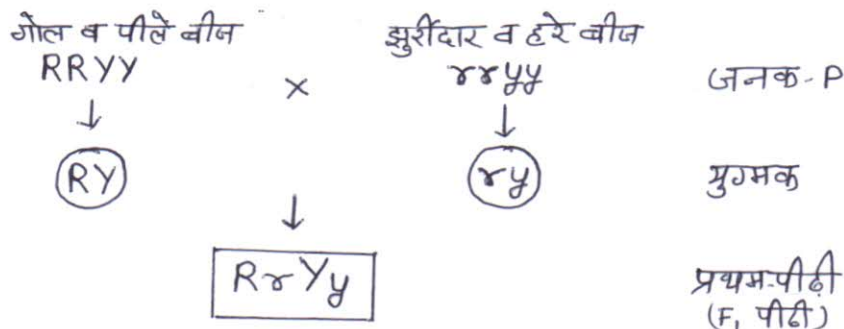 गोल व पीले बीज झुर्रीदार व हरे बीज
RRYY × rryy जनक-P
↓ ↓
RY ry युग्मक
↓
RrYy प्रथम-पीढ़ी
(F₁ पीढी)